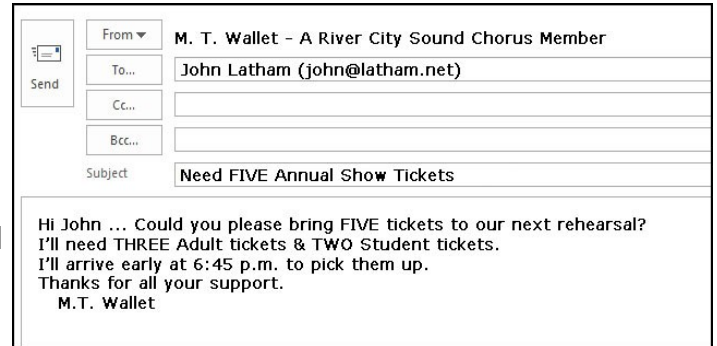 From ▾ M. T. Wallet - A River City Sound Chorus Member
Send
To... John Latham (john@latham.net)
Cc...
Bcc...
Subject Need FIVE Annual Show Tickets
Hi John ... Could you please bring FIVE tickets to our next rehearsal?
I'll need THREE Adult tickets & TWO Student tickets.
I'll arrive early at 6:45 p.m. to pick them up.
Thanks for all your support.
M.T. Wallet